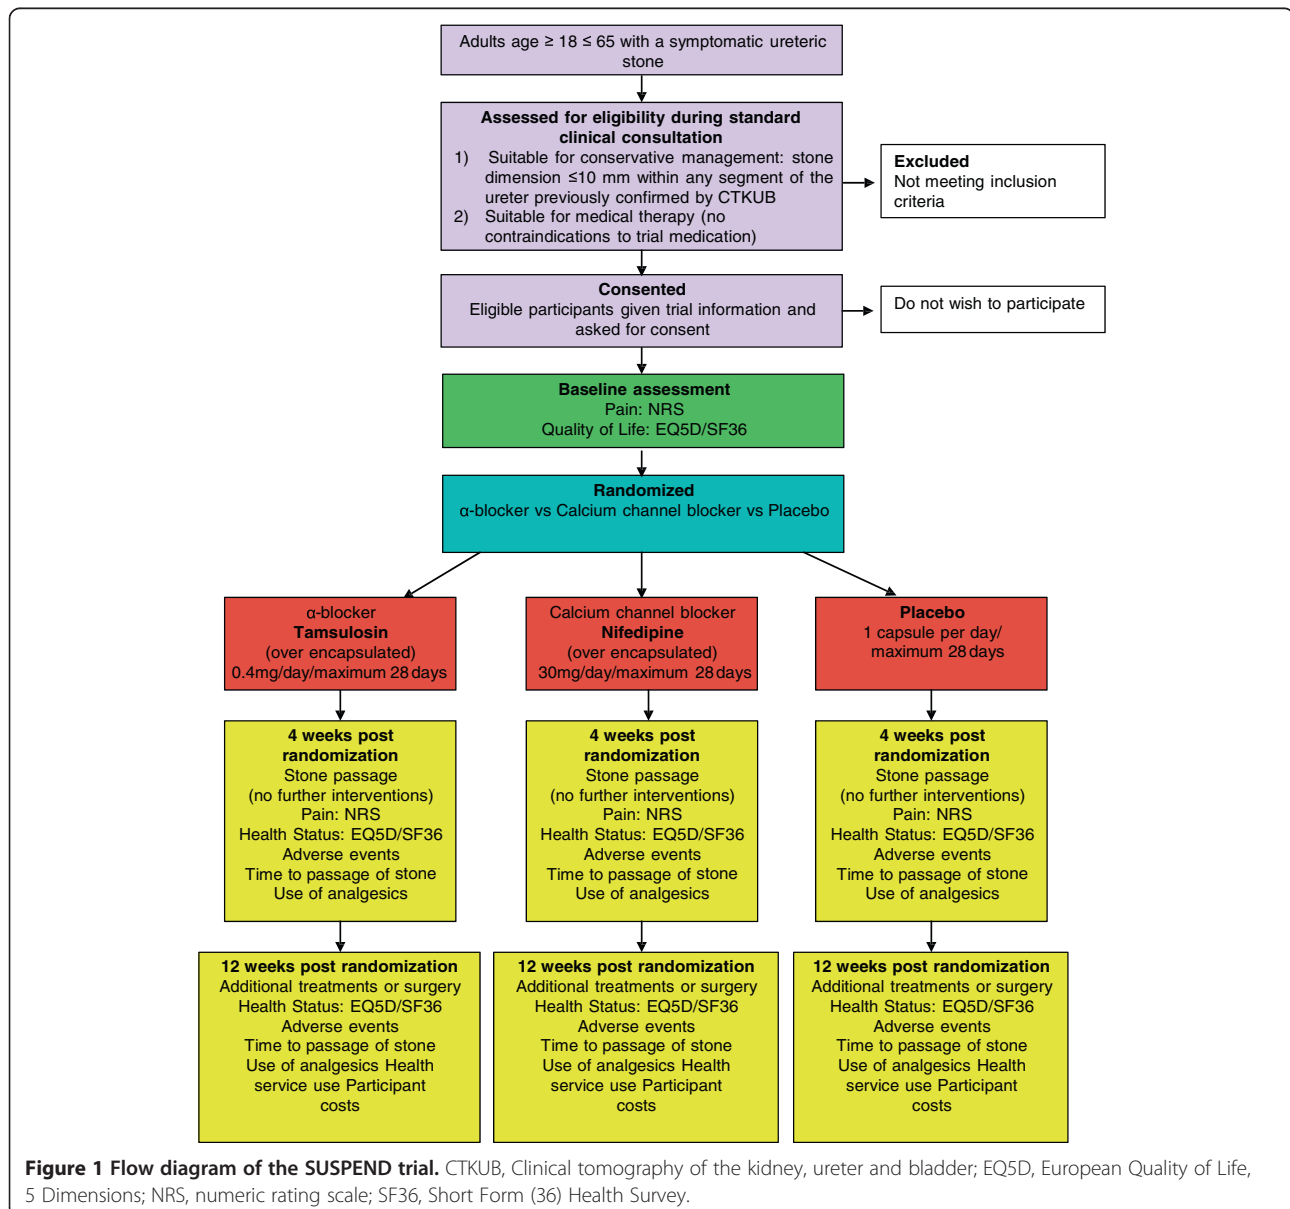 Adults age ≥ 18 ≤ 65 with a symptomatic ureteric
stone
Assessed for eligibility during standard
clinical consultation
1) Suitable for conservative management: stone
dimension ≤10 mm within any segment of the
ureter previously confirmed by CTKUB
2) Suitable for medical therapy (no
contraindications to trial medication)
Excluded
Not meeting inclusion
criteria
Consented
Eligible participants given trial information and
asked for consent
Do not wish to participate
Baseline assessment
Pain: NRS
Quality of Life: EQ5D/SF36
Randomized
α-blocker vs Calcium channel blocker vs Placebo
α-blocker
Tamsulosin
(over encapsulated)
0.4mg/day/maximum 28 days
Calcium channel blocker
Nifedipine
(over encapsulated)
30mg/day/maximum 28 days
Placebo
1 capsule per day/
maximum 28 days
4 weeks post
randomization
Stone passage
(no further interventions)
Pain: NRS
Health Status: EQ5D/SF36
Adverse events
Time to passage of stone
Use of analgesics
4 weeks post
randomization
Stone passage
(no further interventions)
Pain: NRS
Health Status: EQ5D/SF36
Adverse events
Time to passage of stone
Use of analgesics
4 weeks post
randomization
Stone passage
(no further interventions)
Pain: NRS
Health Status: EQ5D/SF36
Adverse events
Time to passage of stone
Use of analgesics
12 weeks post randomization
Additional treatments or surgery
Health Status: EQ5D/SF36
Adverse events
Time to passage of stone
Use of analgesics Health
service use Participant
costs
12 weeks post randomization
Additional treatments or surgery
Health Status: EQ5D/SF36
Adverse events
Time to passage of stone
Use of analgesics Health
service use Participant
costs
12 weeks post randomization
Additional treatments or surgery
Health Status: EQ5D/SF36
Adverse events
Time to passage of stone
Use of analgesics Health
service use Participant
costs
Figure 1 Flow diagram of the SUSPEND trial. CTKUB, Clinical tomography of the kidney, ureter and bladder; EQ5D, European Quality of Life,
5 Dimensions; NRS, numeric rating scale; SF36, Short Form (36) Health Survey.